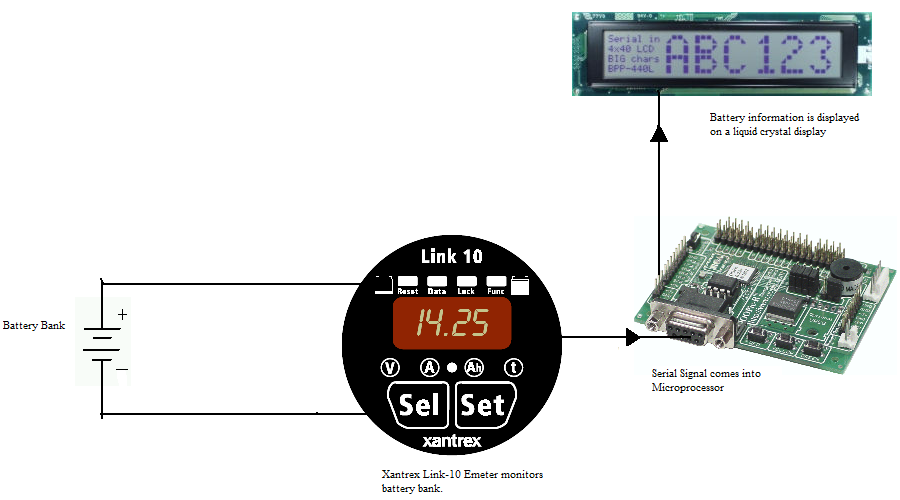 Serial in
4x40 LCD
BIG chars
BPP-440L
ABC123
Battery information is displayed
on a liquid crystal display
Link 10
Reset Data Lock Func
14.25
V A Ah t
Sel Set
xantrex
Battery Bank
+
–
Serial Signal comes into
Microprocessor
Xantrex Link-10 Emeter monitors
battery bank.